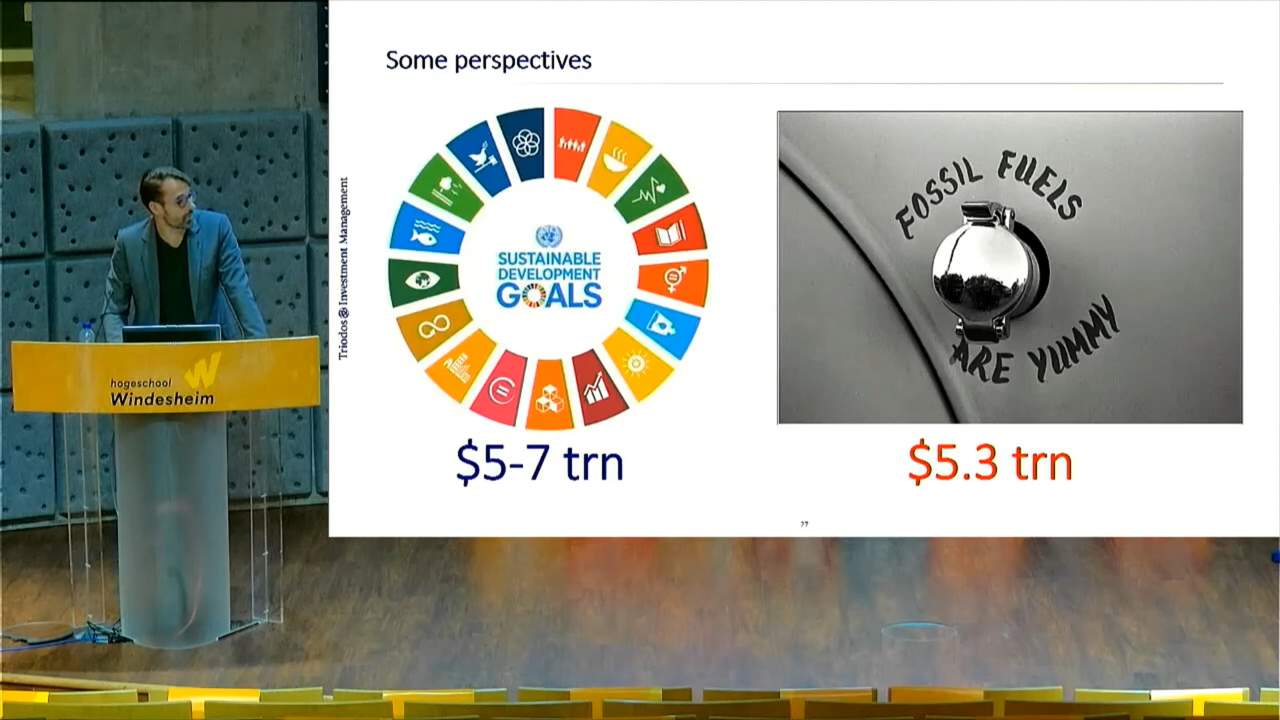 Some perspectives
Triodos Investment Management
SUSTAINABLE
DEVELOPMENT
GOALS
FOSSIL FUELS
ARE YUMMY
$5-7 trn
$5.3 trn
hogeschool
Windesheim